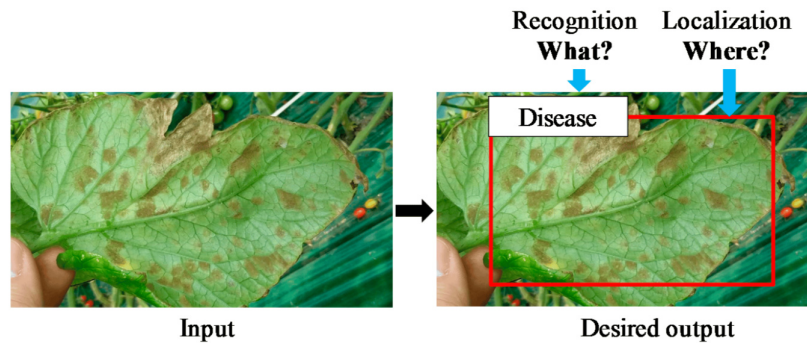 Recognition
What?
Localization
Where?
Disease
Input
Desired output